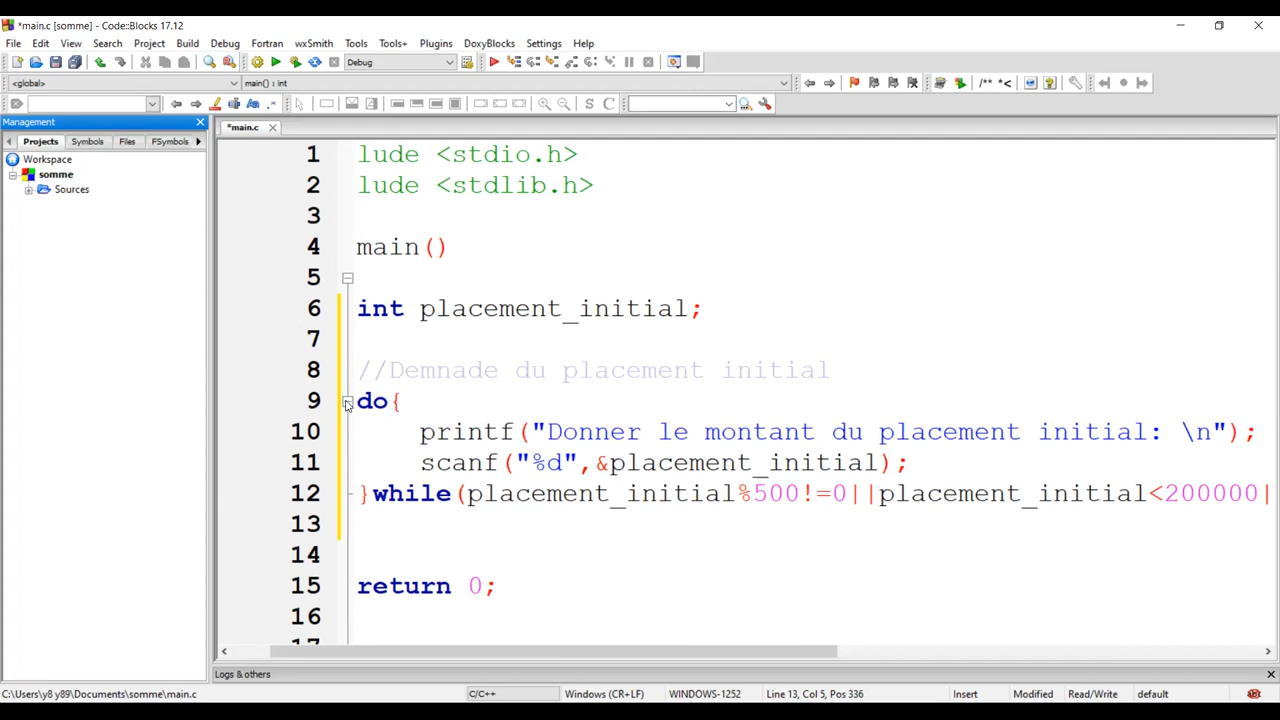 *main.c [somme] - Code::Blocks 17.12
File Edit View Search Project Build Debug Fortran wxSmith Tools Tools+ Plugins DoxyBlocks Settings Help
Debug
<global> main() : int
/** *<
S C
Management
*main.c
Projects Symbols Files FSymbols
Workspace
somme
Sources
1 lude <stdio.h>
2 lude <stdlib.h>
3
4 main()
5
6 int placement_initial;
7
8 //Demnade du placement initial
9 do{
10 printf("Donner le montant du placement initial: \n");
11 scanf("%d",&placement_initial);
12 }while(placement_initial%500!=0||placement_initial<200000|
13
14
15 return 0;
16
17
Logs & others
C:\Users\y8 y89\Documents\somme\main.c C/C++ Windows (CR+LF) WINDOWS-1252 Line 13, Col 5, Pos 336 Insert Modified Read/Write default